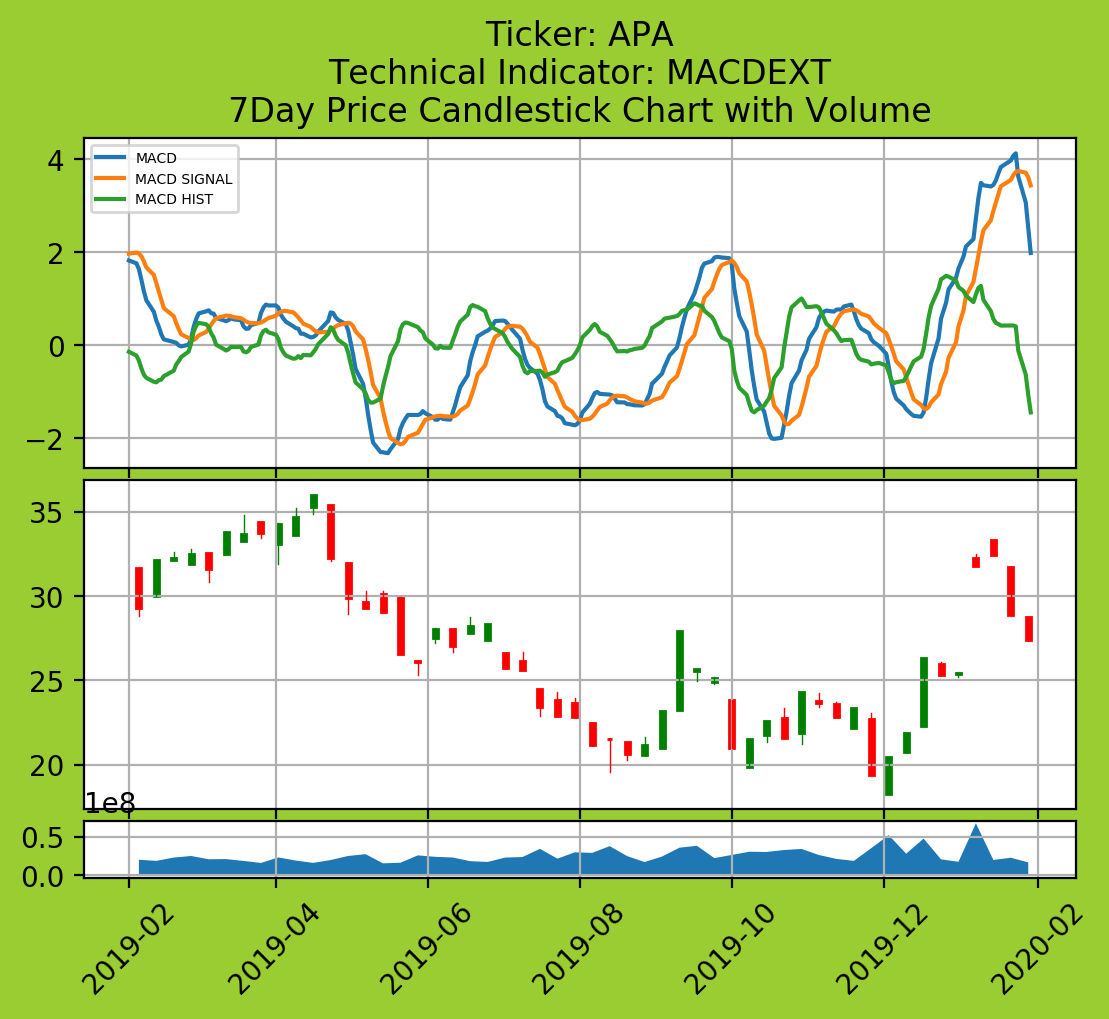 Ticker: APA
Technical Indicator: MACDEXT
7Day Price Candlestick Chart with Volume
MACD
MACD SIGNAL
MACD HIST
4
2
0
−2
35
30
25
20
1e8
0.5
0.0
2019-02
2019-04
2019-06
2019-08
2019-10
2019-12
2020-02